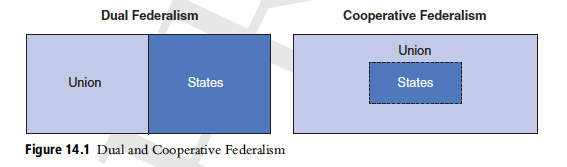 Dual Federalism
Cooperative Federalism
Union
States
Union
States
Figure 14.1 Dual and Cooperative Federalism